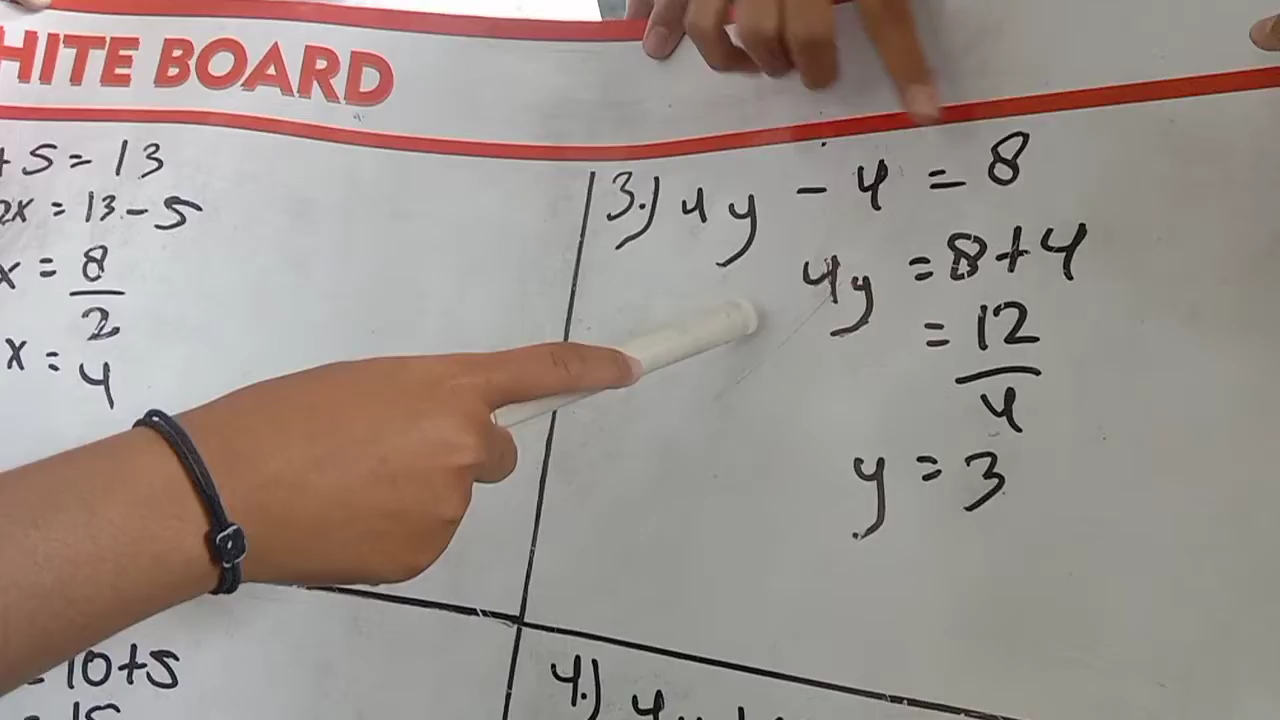 HITE BOARD
+5=13
2x = 13-5
x = 8
2
x = 4
3.) 4y - 4 = 8
4y = 8+4
= 12
4
y = 3
= 10+5
= 15
4.) 4y